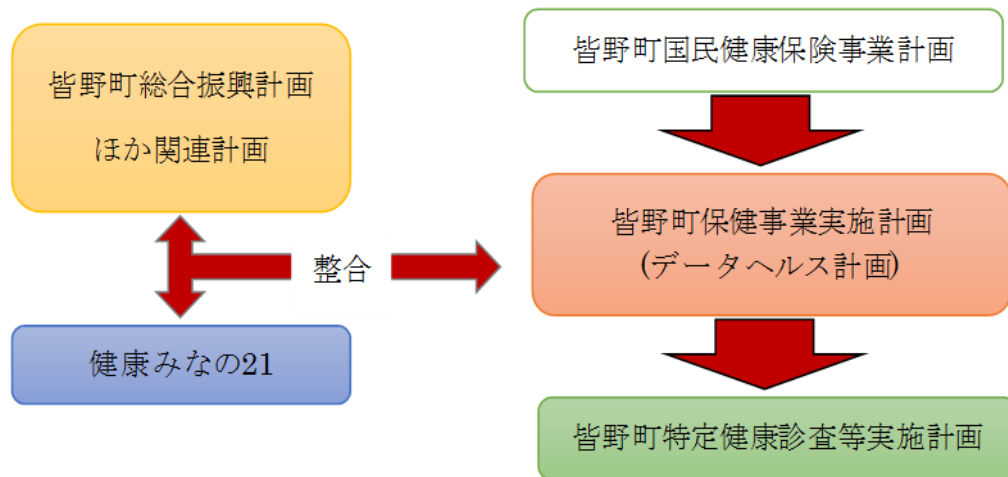 皆野町総合振興計画
ほか関連計画
整合
健康みなの21
皆野町国民健康保険事業計画
皆野町保健事業実施計画
(データヘルス計画)
皆野町特定健康診査等実施計画